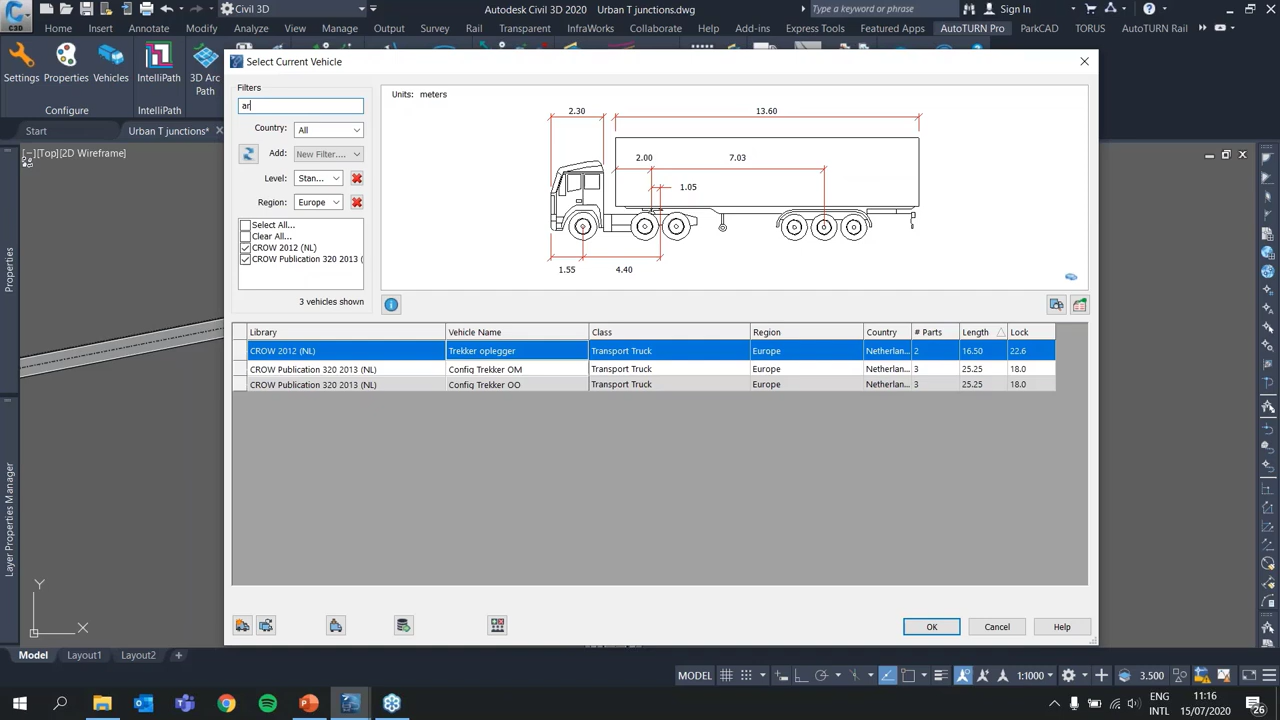 Civil 3D
Autodesk Civil 3D 2020 Urban T junctions.dwg
Type a keyword or phrase
Sign In
C3D
Home Insert Annotate Modify Analyze View Manage Output Survey Rail Transparent InfraWorks Collaborate Help Add-ins Express Tools Featured Apps AutoTURN Pro ParkCAD TORUS AutoTURN Rail
Settings Properties Vehicles IntelliPath 3D Arc Path
Configure IntelliPath
Start Urban T junctions*
[−][Top][2D Wireframe]
Select Current Vehicle
Filters
ar
Country: All
Add: New Filter....
Level: Stan...
Region: Europe
Select All...
Clear All...
CROW 2012 (NL)
CROW Publication 320 2013 (
3 vehicles shown
Units: meters
2.30 13.60
2.00 7.03
1.05
1.55 4.40
Library Vehicle Name Class Region Country # Parts Length Lock
CROW 2012 (NL) Trekker oplegger Transport Truck Europe Netherlan... 2 16.50 22.6
CROW Publication 320 2013 (NL) Config Trekker OM Transport Truck Europe Netherlan... 3 25.25 18.0
CROW Publication 320 2013 (NL) Config Trekker OO Transport Truck Europe Netherlan... 3 25.25 18.0
OK Cancel Help
Properties
Layer Properties Manager
Y
X
Model Layout1 Layout2 +
MODEL 1:1000 3.500
ENG
INTL
11:16
15/07/2020
26